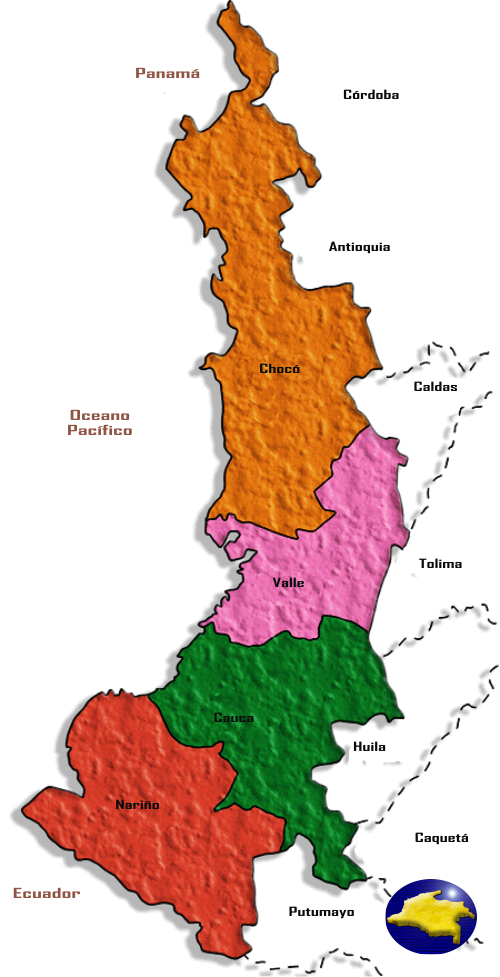 Panamá
Córdoba
Antioquia
Chocó
Caldas
Oceano
Pacífico
Tolima
Valle
Cauca
Huila
Nariño
Caquetá
Ecuador
Putumayo